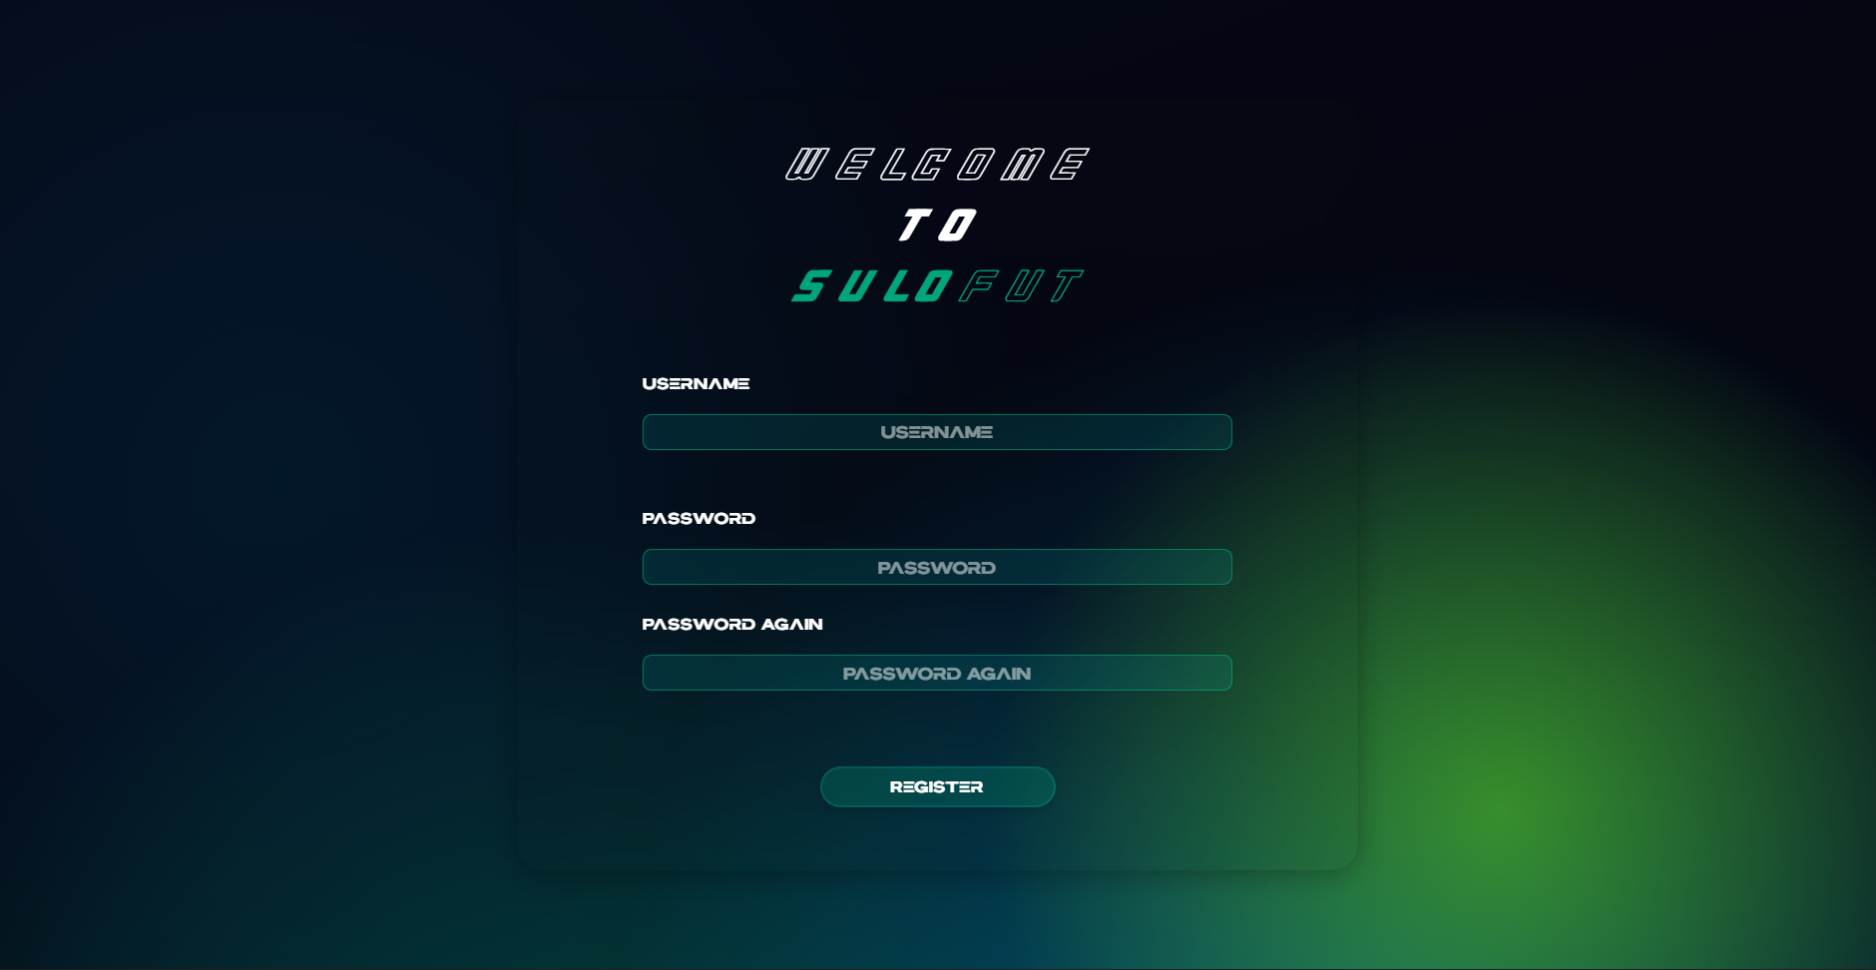 WELCOME
TO
SULOFUT
USERNAME
USERNAME
PASSWORD
PASSWORD
PASSWORD AGAIN
PASSWORD AGAIN
REGISTER